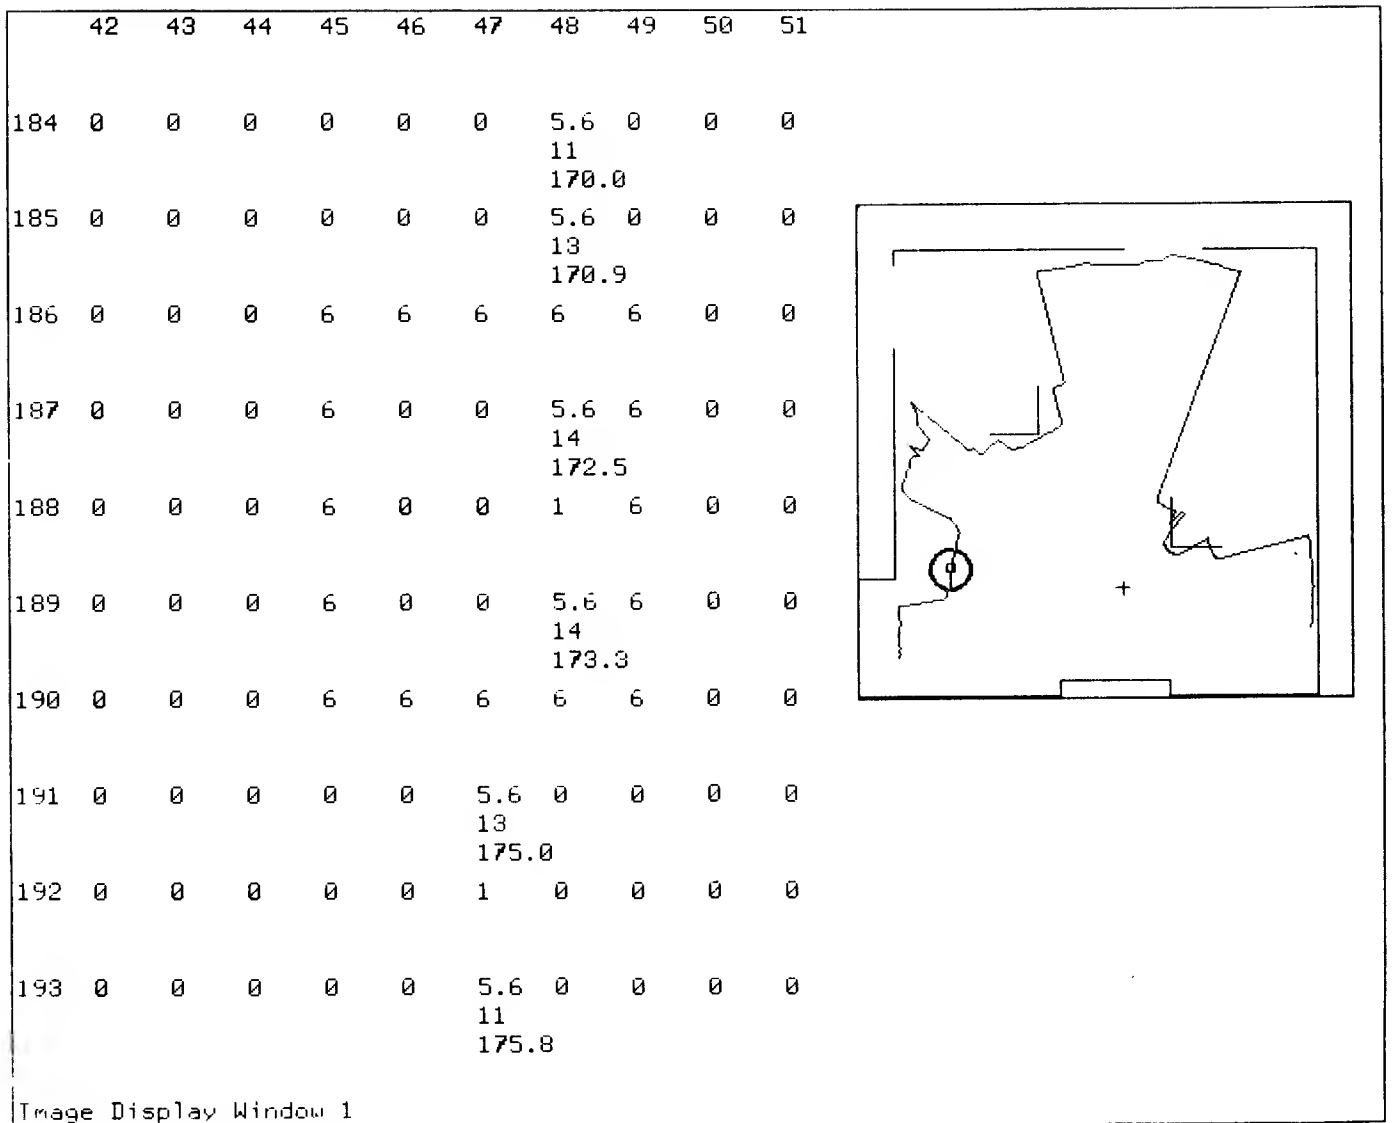 42 43 44 45 46 47 48 49 50 51
184 0 0 0 0 0 0 5.6 0 0 0
11
170.0
185 0 0 0 0 0 0 5.6 0 0 0
13
170.9
186 0 0 0 6 6 6 6 6 0 0
187 0 0 0 6 0 0 5.6 6 0 0
14
172.5
188 0 0 0 6 0 0 1 6 0 0
189 0 0 0 6 0 0 5.6 6 0 0
14
173.3
190 0 0 0 6 6 6 6 6 0 0
191 0 0 0 0 0 5.6 0 0 0 0
13
175.0
192 0 0 0 0 0 1 0 0 0 0
193 0 0 0 0 0 5.6 0 0 0 0
11
175.8
Image Display Window 1